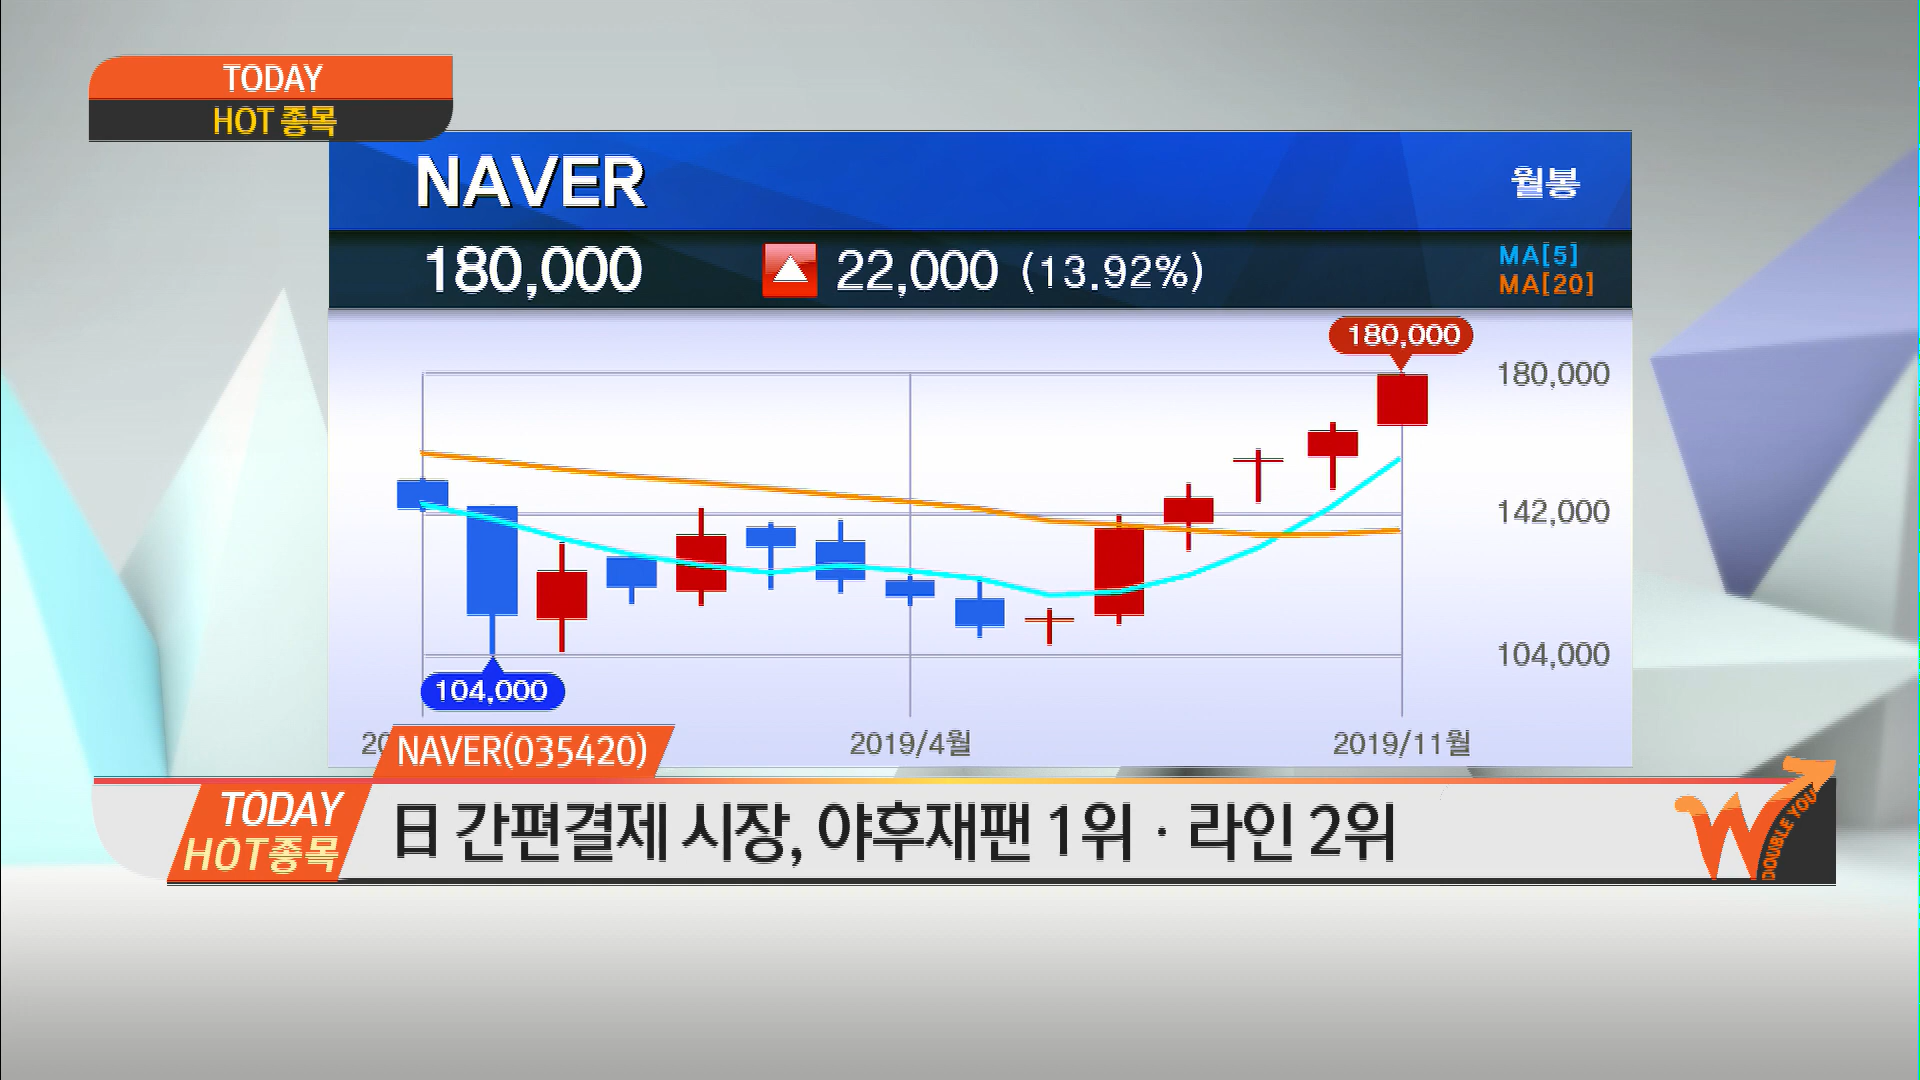 TODAY
HOT 종목
NAVER
월봉
180,000 22,000 (13.92%)
MA[5]
MA[20]
180,000
180,000
142,000
104,000
104,000
2019/4월
2019/11월
NAVER(035420)
TODAY
HOT종목
日 간편결제 시장, 야후재팬 1위 · 라인 2위
W
DOUBLE YOU